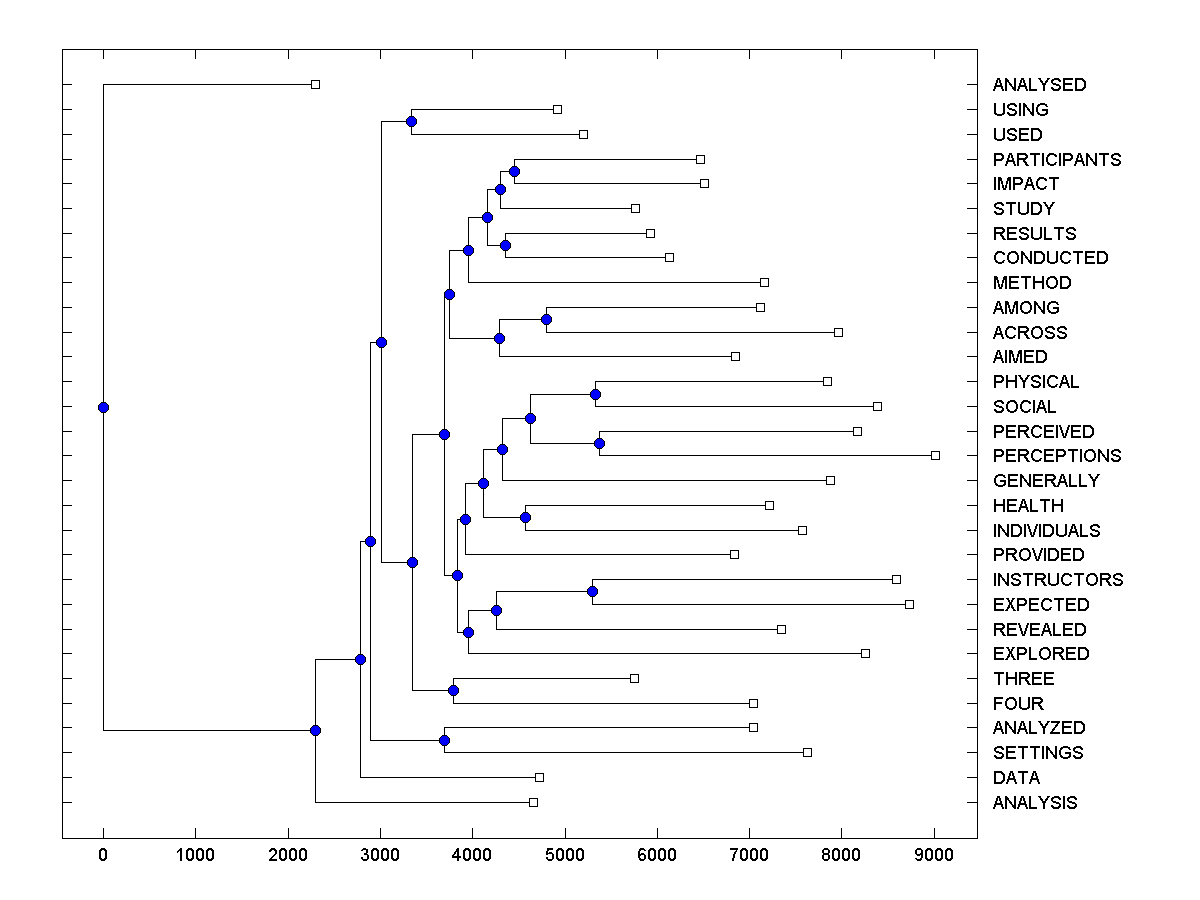 ANALYSED
USING
USED
PARTICIPANTS
IMPACT
STUDY
RESULTS
CONDUCTED
METHOD
AMONG
ACROSS
AIMED
PHYSICAL
SOCIAL
PERCEIVED
PERCEPTIONS
GENERALLY
HEALTH
INDIVIDUALS
PROVIDED
INSTRUCTORS
EXPECTED
REVEALED
EXPLORED
THREE
FOUR
ANALYZED
SETTINGS
DATA
ANALYSIS
0 1000 2000 3000 4000 5000 6000 7000 8000 9000